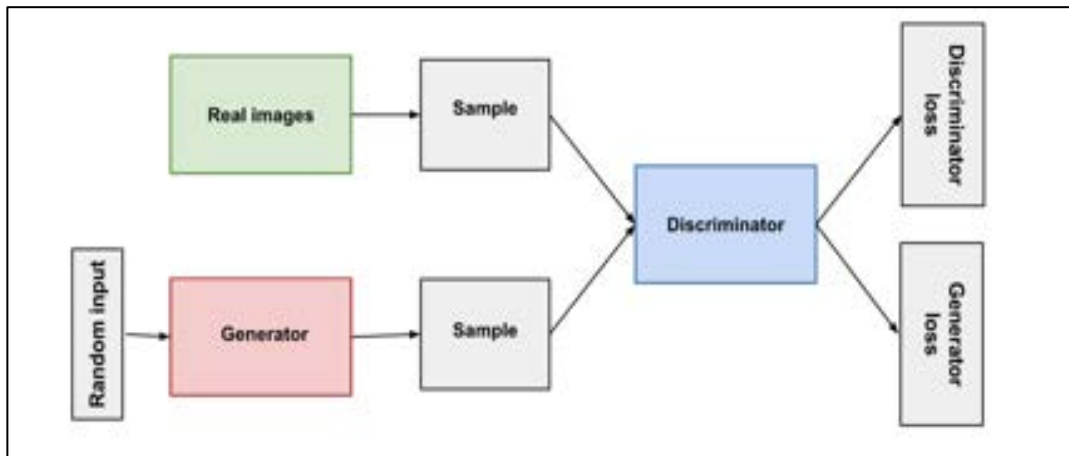 Real images
Sample
Discriminator
loss
Discriminator
Random input
Generator
Sample
Generator
loss